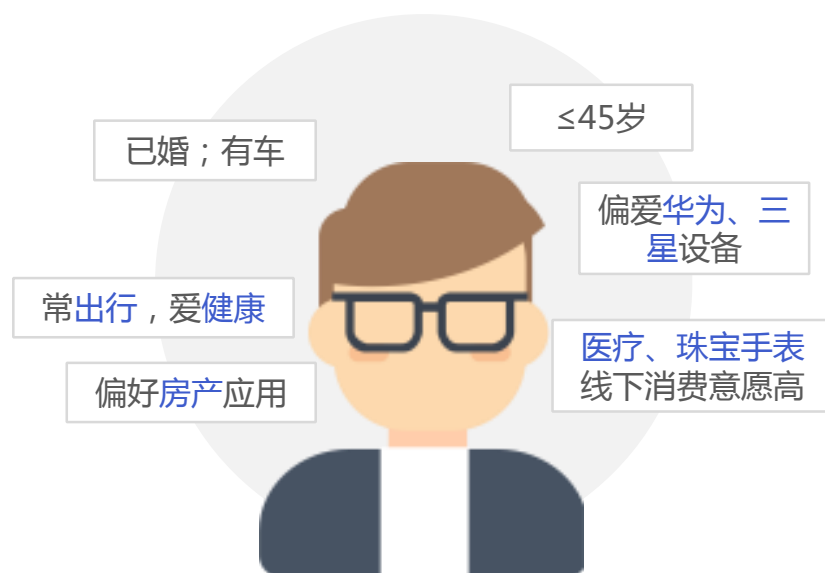 ≤45岁
已婚；有车
偏爱华为、三
星设备
常出行，爱健康
医疗、珠宝手表
线下消费意愿高
偏好房产应用